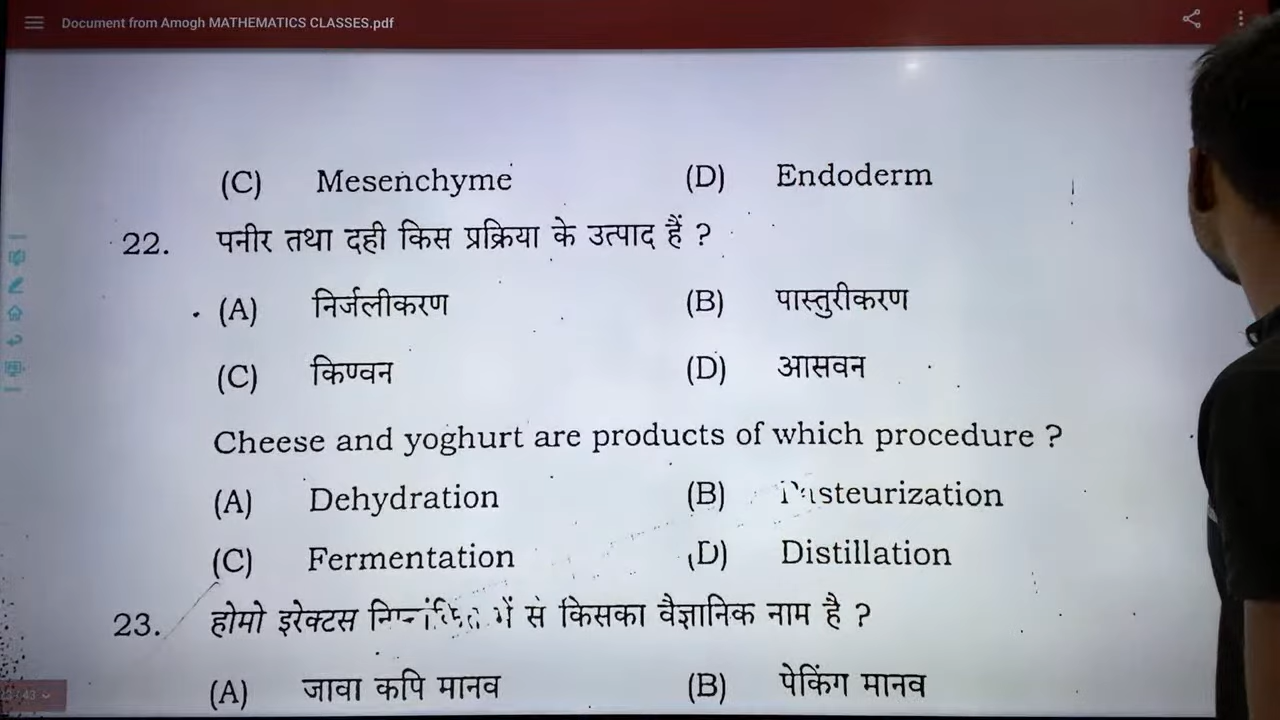 Document from Amogh MATHEMATICS CLASSES.pdf
(C) Mesenchyme (D) Endoderm
22. पनीर तथा दही किस प्रक्रिया के उत्पाद हैं ?
(A) निर्जलीकरण (B) पास्तुरीकरण
(C) किण्वन (D) आसवन
Cheese and yoghurt are products of which procedure ?
(A) Dehydration (B) Pasteurization
(C) Fermentation (D) Distillation
23. होमो इरेक्टस में से किसका वैज्ञानिक नाम है ?
(A) जावा कपि मानव (B) पेकिंग मानव